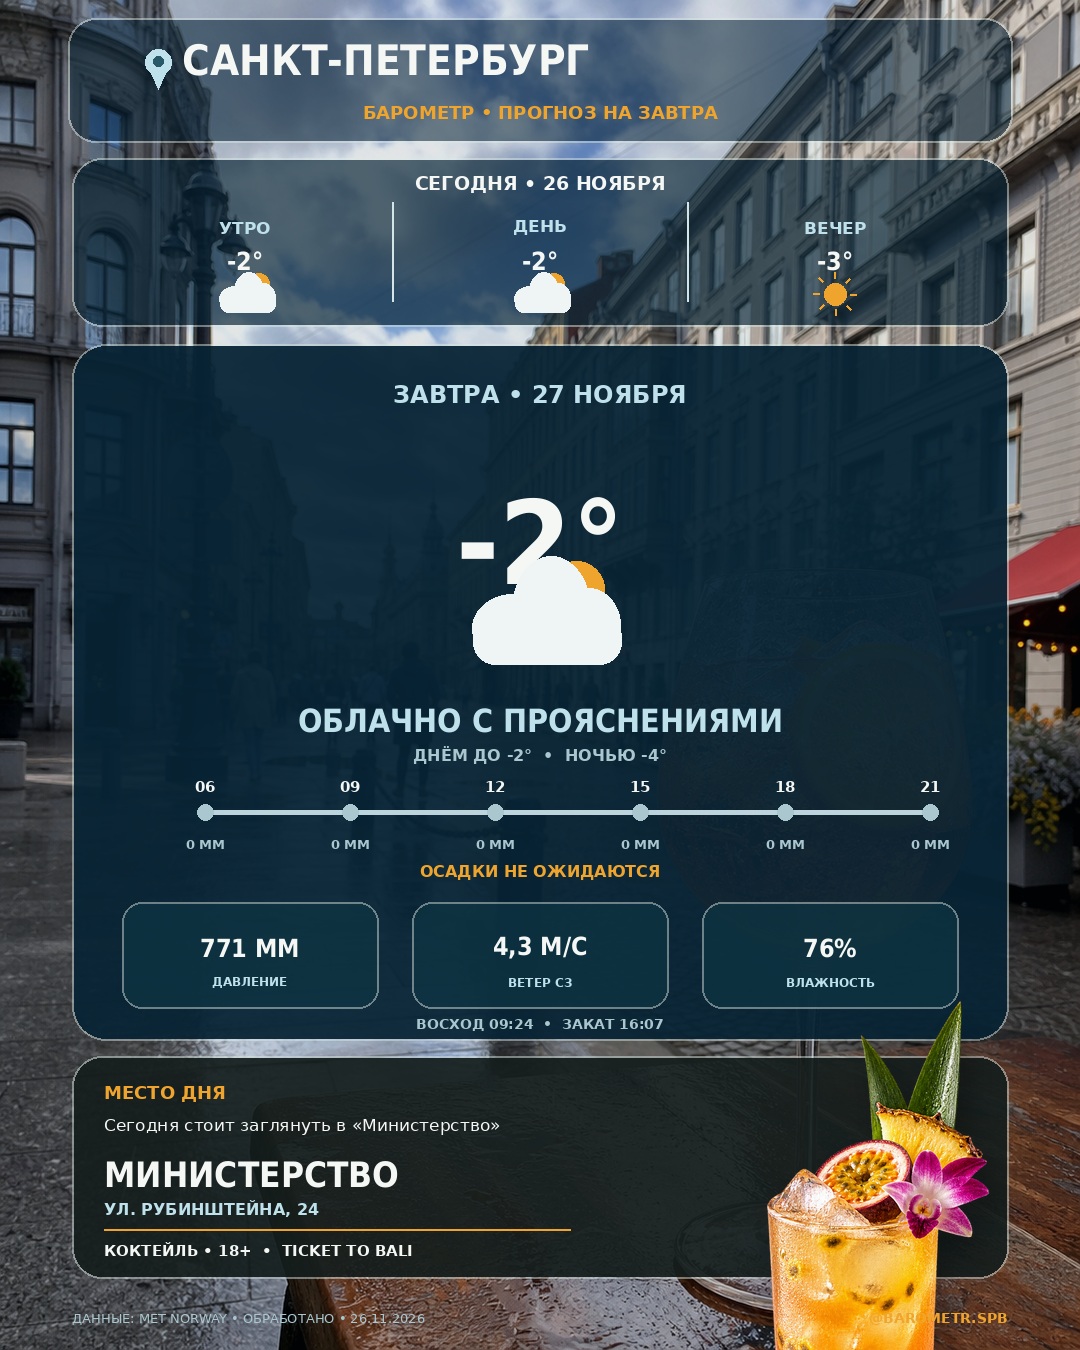 САНКТ-ПЕТЕРБУРГ
БАРОМЕТР • ПРОГНОЗ НА ЗАВТРА
СЕГОДНЯ • 26 НОЯБРЯ
УТРО ДЕНЬ ВЕЧЕР
-2° -2° -3°
ЗАВТРА • 27 НОЯБРЯ
-2°
ОБЛАЧНО С ПРОЯСНЕНИЯМИ
ДНЁМ ДО -2° • НОЧЬЮ -4°
06 09 12 15 18 21
0 ММ 0 ММ 0 ММ 0 ММ 0 ММ 0 ММ
ОСАДКИ НЕ ОЖИДАЮТСЯ
771 ММ 4,3 М/С 76%
ДАВЛЕНИЕ ВЕТЕР СЗ ВЛАЖНОСТЬ
ВОСХОД 09:24 • ЗАКАТ 16:07
МЕСТО ДНЯ
Сегодня стоит заглянуть в «Министерство»
МИНИСТЕРСТВО
УЛ. РУБИНШТЕЙНА, 24
КОКТЕЙЛЬ • 18+ • TICKET TO BALI
ДАННЫЕ: MET NORWAY • ОБРАБОТАНО • 26.11.2026
@BAROMETR.SPB